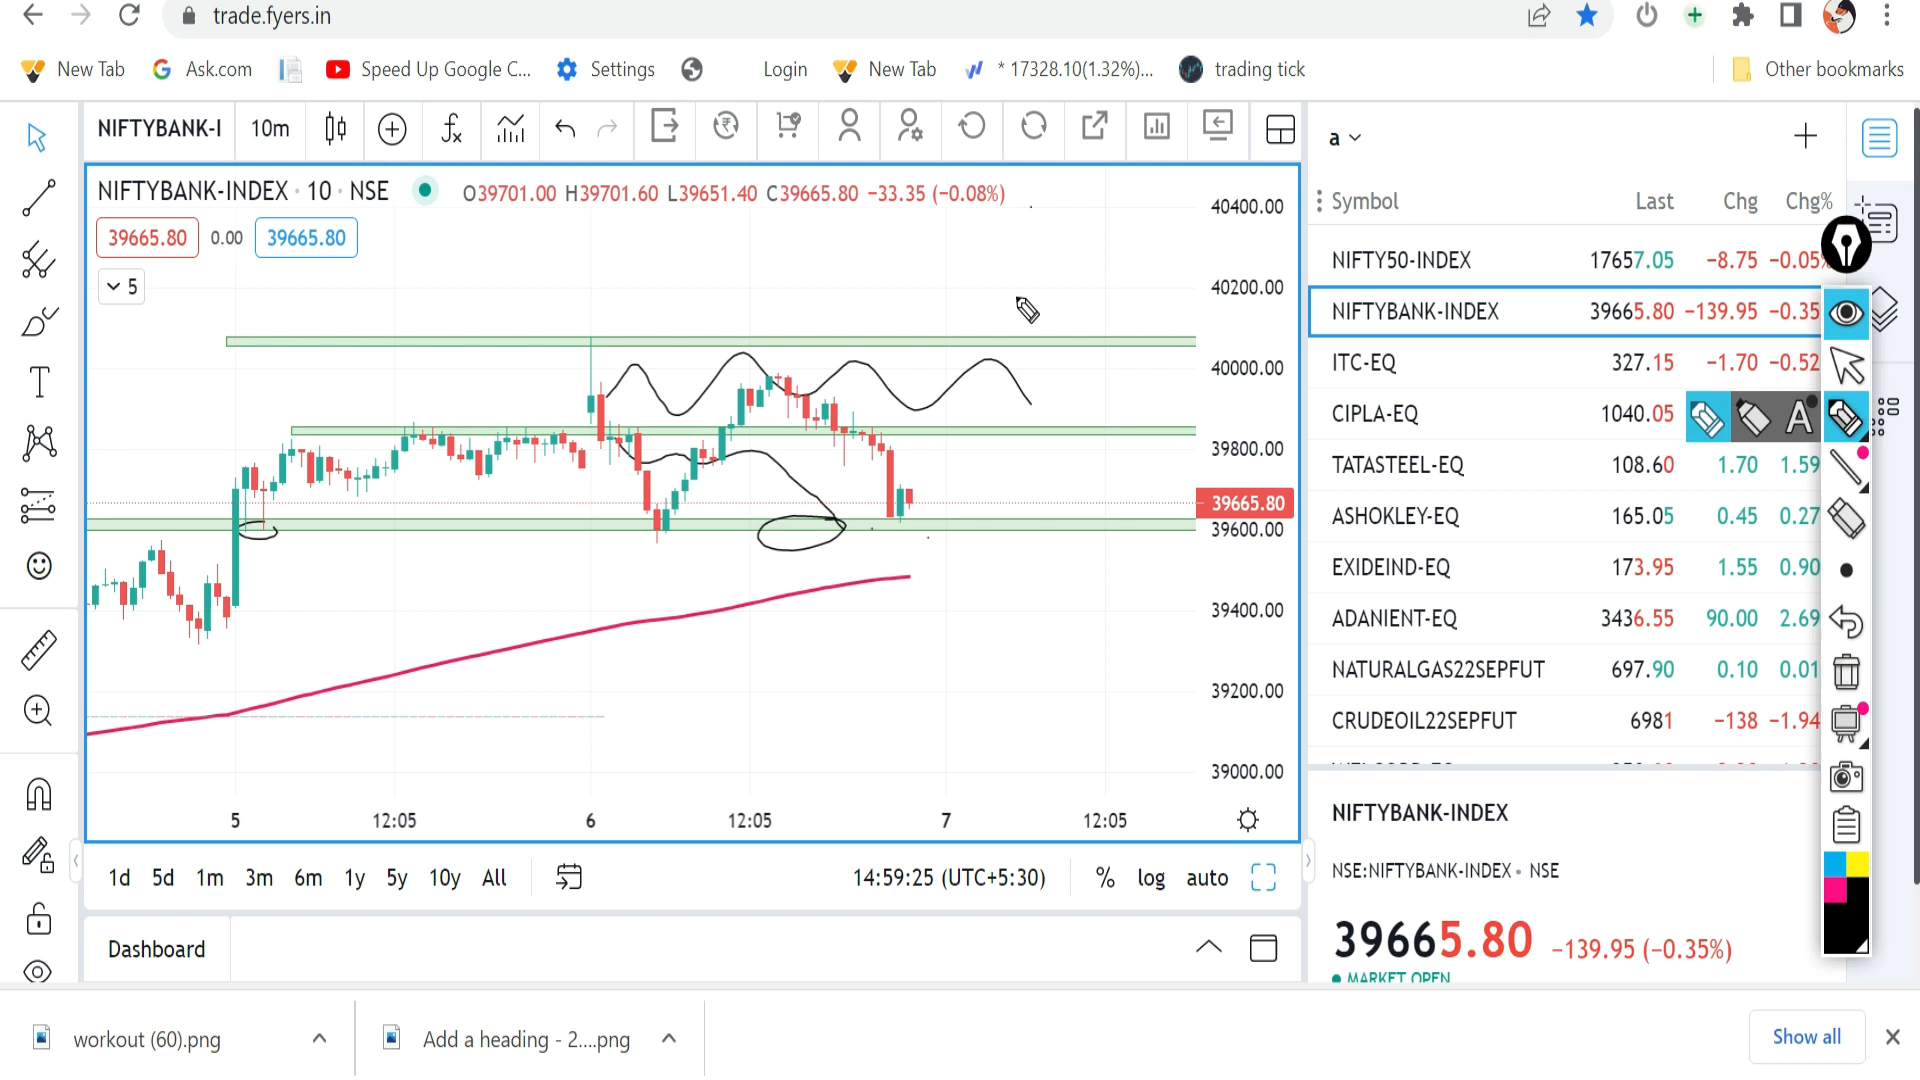 trade.fyers.in
New Tab Ask.com Speed Up Google C... Settings Login New Tab * 17328.10(1.32%)... trading tick Other bookmarks
NIFTYBANK-I 10m
a
NIFTYBANK-INDEX · 10 · NSE O39701.00 H39701.60 L39651.40 C39665.80 −33.35 (−0.08%)
39665.80 0.00 39665.80
5
40400.00
40200.00
40000.00
39800.00
39665.80
39600.00
39400.00
39200.00
39000.00
5 12:05 6 12:05 7 12:05
1d 5d 1m 3m 6m 1y 5y 10y All 14:59:25 (UTC+5:30) % log auto
Dashboard
Symbol Last Chg Chg%
NIFTY50-INDEX 17657.05 −8.75 −0.05%
NIFTYBANK-INDEX 39665.80 −139.95 −0.35
ITC-EQ 327.15 −1.70 −0.52
CIPLA-EQ 1040.05
A
TATASTEEL-EQ 108.60 1.70 1.59
ASHOKLEY-EQ 165.05 0.45 0.27
EXIDEIND-EQ 173.95 1.55 0.90
ADANIENT-EQ 3436.55 90.00 2.69
NATURALGAS22SEPFUT 697.90 0.10 0.01
CRUDEOIL22SEPFUT 6981 −138 −1.94
NIFTYBANK-INDEX
NSE:NIFTYBANK-INDEX • NSE
39665.80 −139.95 (−0.35%)
MARKET OPEN
workout (60).png Add a heading - 2....png Show all